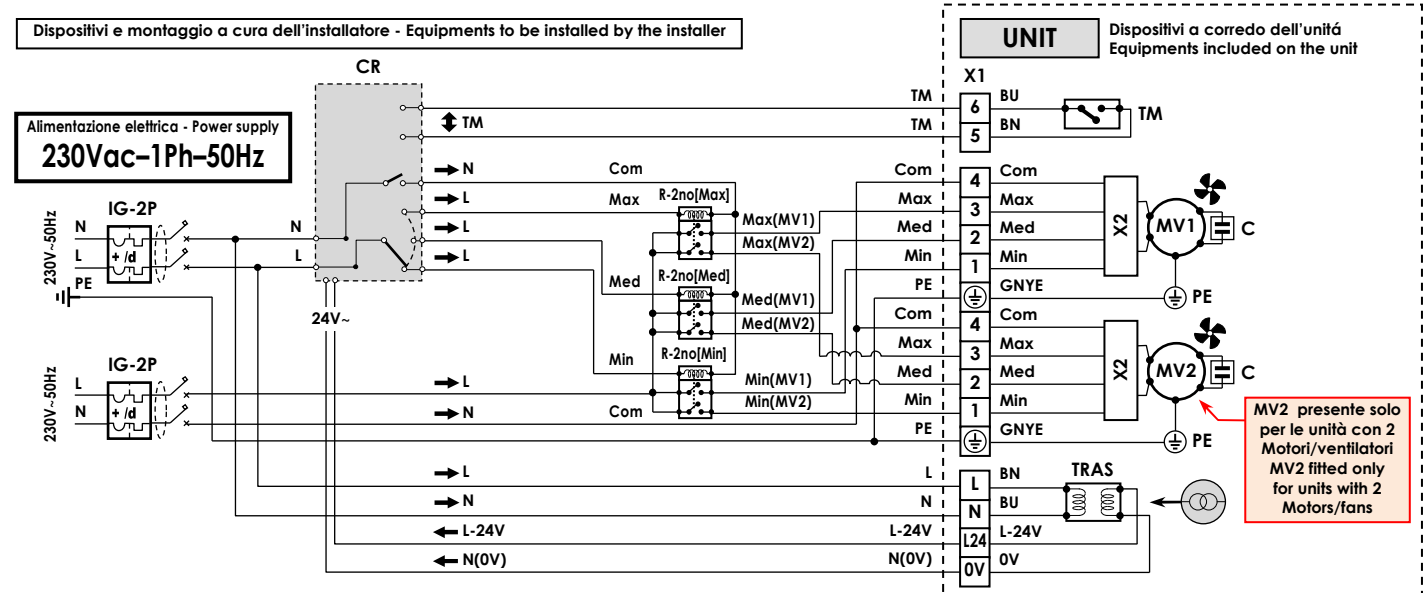 Dispositivi e montaggio a cura dell'installatore - Equipments to be installed by the installer
UNIT
Dispositivi a corredo dell'unitá
Equipments included on the unit
CR
X1
Alimentazione elettrica - Power supply
230Vac–1Ph–50Hz
TM
TM
TM
6
BU
5
BN
TM
N
Com
L
Max
L
L
R-2no[Max]
Max(MV1)
Max(MV2)
Com
4
Com
Max
3
Max
Med
2
Med
Min
1
Min
PE
GNYE
X2
MV1
C
PE
230V~50Hz
N
L
PE
IG-2P
+ /d
N
L
24V~
Med
R-2no[Med]
Med(MV1)
Med(MV2)
Min
R-2no[Min]
Min(MV1)
Min(MV2)
Com
4
Com
Max
3
Max
Med
2
Med
Min
1
Min
PE
GNYE
X2
MV2
C
PE
230V~50Hz
L
N
IG-2P
+ /d
L
N
Com
MV2 presente solo
per le unità con 2
Motori/ventilatori
MV2 fitted only
for units with 2
Motors/fans
L
L
L
BN
TRAS
N
N
N
BU
L-24V
L-24V
L24
L-24V
N(0V)
N(0V)
0V
0V